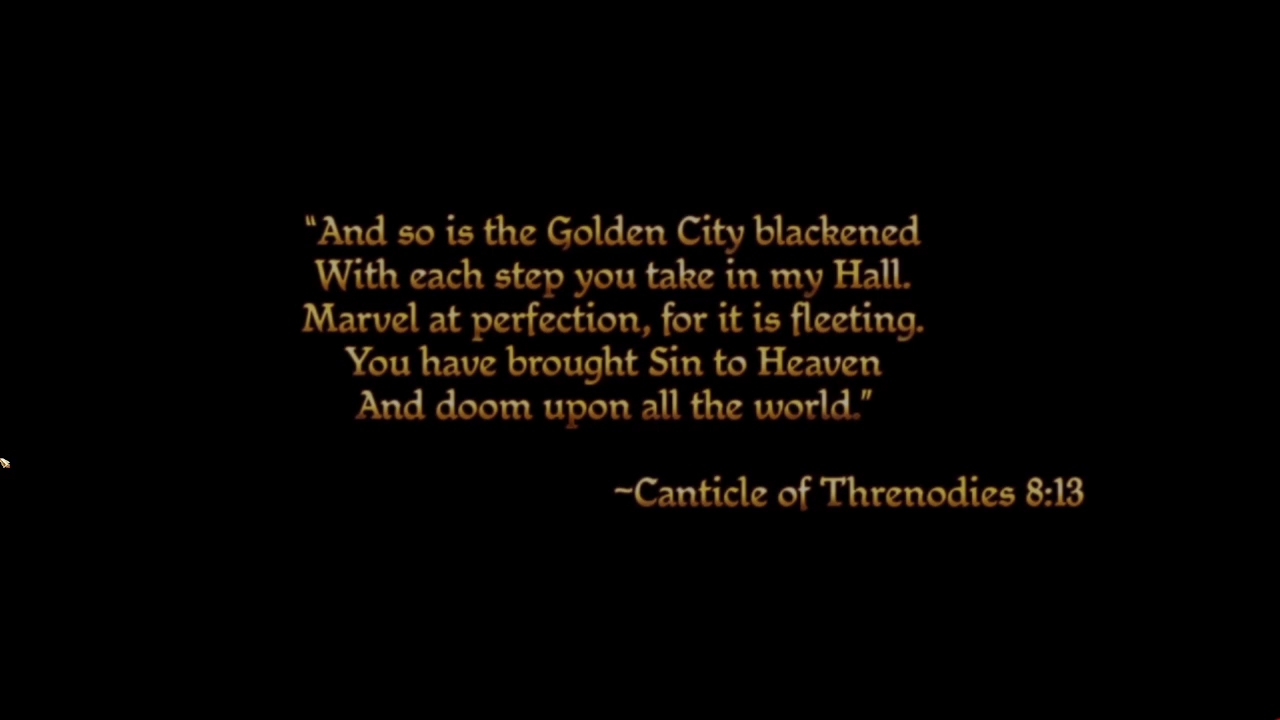 “And so is the Golden City blackened
With each step you take in my Hall.
Marvel at perfection, for it is fleeting.
You have brought Sin to Heaven
And doom upon all the world.”
~Canticle of Threnodies 8:13